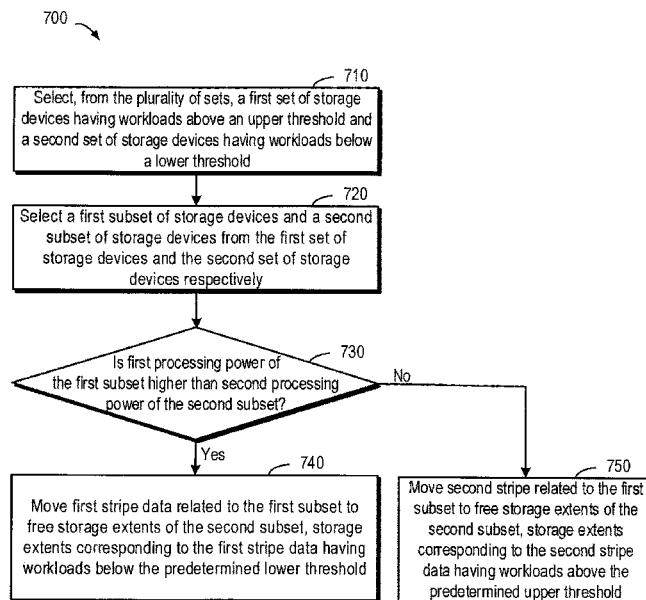 700
710
Select, from the plurality of sets, a first set of storage
devices having workloads above an upper threshold and
a second set of storage devices having workloads below
a lower threshold
720
Select a first subset of storage devices and a second
subset of storage devices from the first set of
storage devices and the second set of storage
devices respectively
730
Is first processing power of
the first subset higher than second processing
power of the second subset?
No
Yes
740
Move first stripe data related to the first subset to
free storage extents of the second subset, storage
extents corresponding to the first stripe data having
workloads below the predetermined lower threshold
750
Move second stripe related to the first
subset to free storage extents of the
second subset, storage extents
corresponding to the second stripe
data having workloads above the
predetermined upper threshold